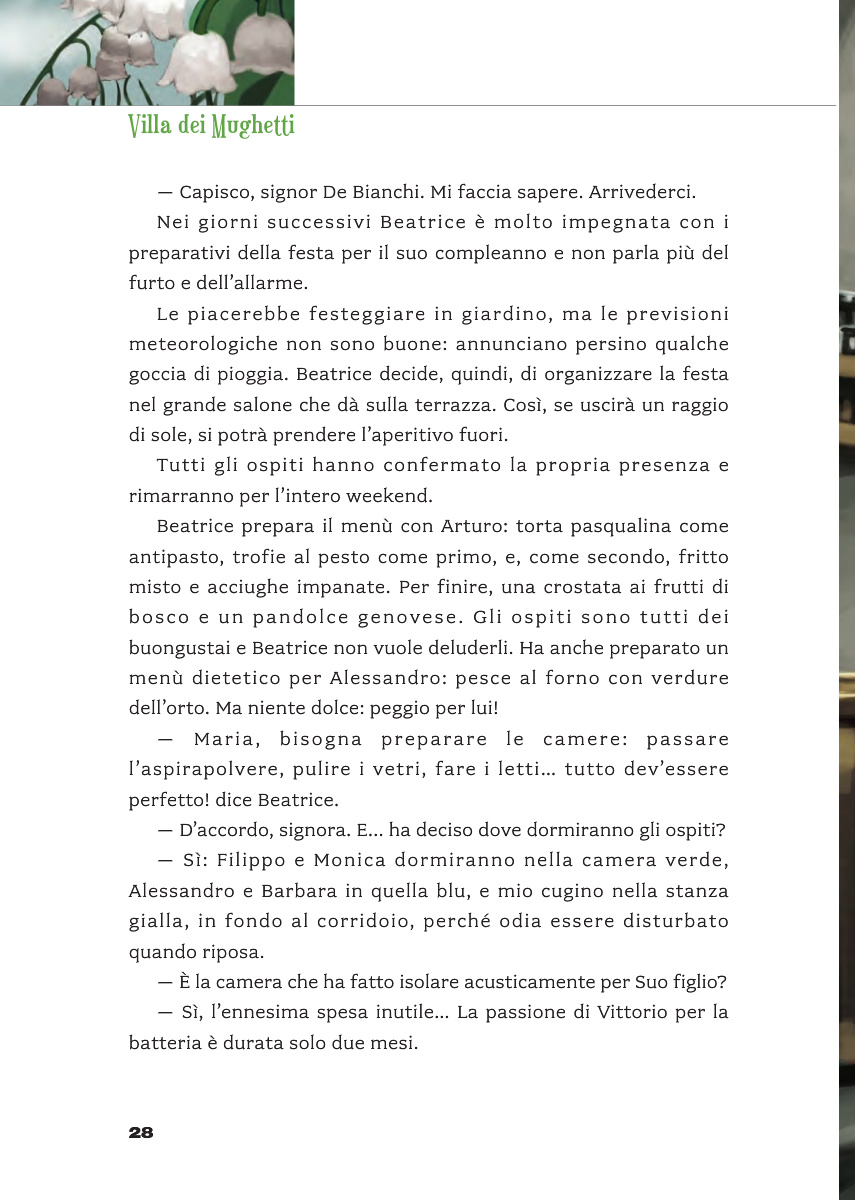 Villa dei Mughetti
— Capisco, signor De Bianchi. Mi faccia sapere. Arrivederci.
Nei giorni successivi Beatrice è molto impegnata con i
preparativi della festa per il suo compleanno e non parla più del
furto e dell’allarme.
Le piacerebbe festeggiare in giardino, ma le previsioni
meteorologiche non sono buone: annunciano persino qualche
goccia di pioggia. Beatrice decide, quindi, di organizzare la festa
nel grande salone che dà sulla terrazza. Così, se uscirà un raggio
di sole, si potrà prendere l’aperitivo fuori.
Tutti gli ospiti hanno confermato la propria presenza e
rimarranno per l’intero weekend.
Beatrice prepara il menù con Arturo: torta pasqualina come
antipasto, trofie al pesto come primo, e, come secondo, fritto
misto e acciughe impanate. Per finire, una crostata ai frutti di
bosco e un pandolce genovese. Gli ospiti sono tutti dei
buongustai e Beatrice non vuole deluderli. Ha anche preparato un
menù dietetico per Alessandro: pesce al forno con verdure
dell’orto. Ma niente dolce: peggio per lui!
— Maria, bisogna preparare le camere: passare
l’aspirapolvere, pulire i vetri, fare i letti... tutto dev’essere
perfetto! dice Beatrice.
— D’accordo, signora. E... ha deciso dove dormiranno gli ospiti?
— Sì: Filippo e Monica dormiranno nella camera verde,
Alessandro e Barbara in quella blu, e mio cugino nella stanza
gialla, in fondo al corridoio, perché odia essere disturbato
quando riposa.
— È la camera che ha fatto isolare acusticamente per Suo figlio?
— Sì, l’ennesima spesa inutile... La passione di Vittorio per la
batteria è durata solo due mesi.
28